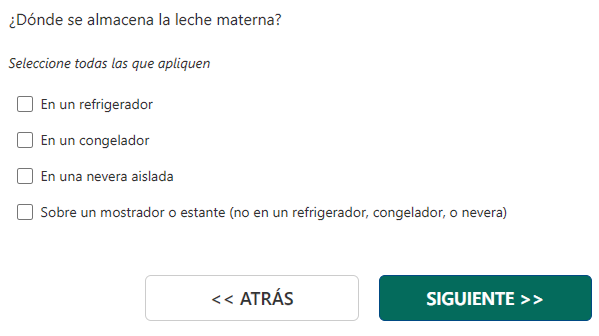 ¿Dónde se almacena la leche materna?
Seleccione todas las que apliquen
En un refrigerador
En un congelador
En una nevera aislada
Sobre un mostrador o estante (no en un refrigerador, congelador, o nevera)
<< ATRÁS
SIGUIENTE >>